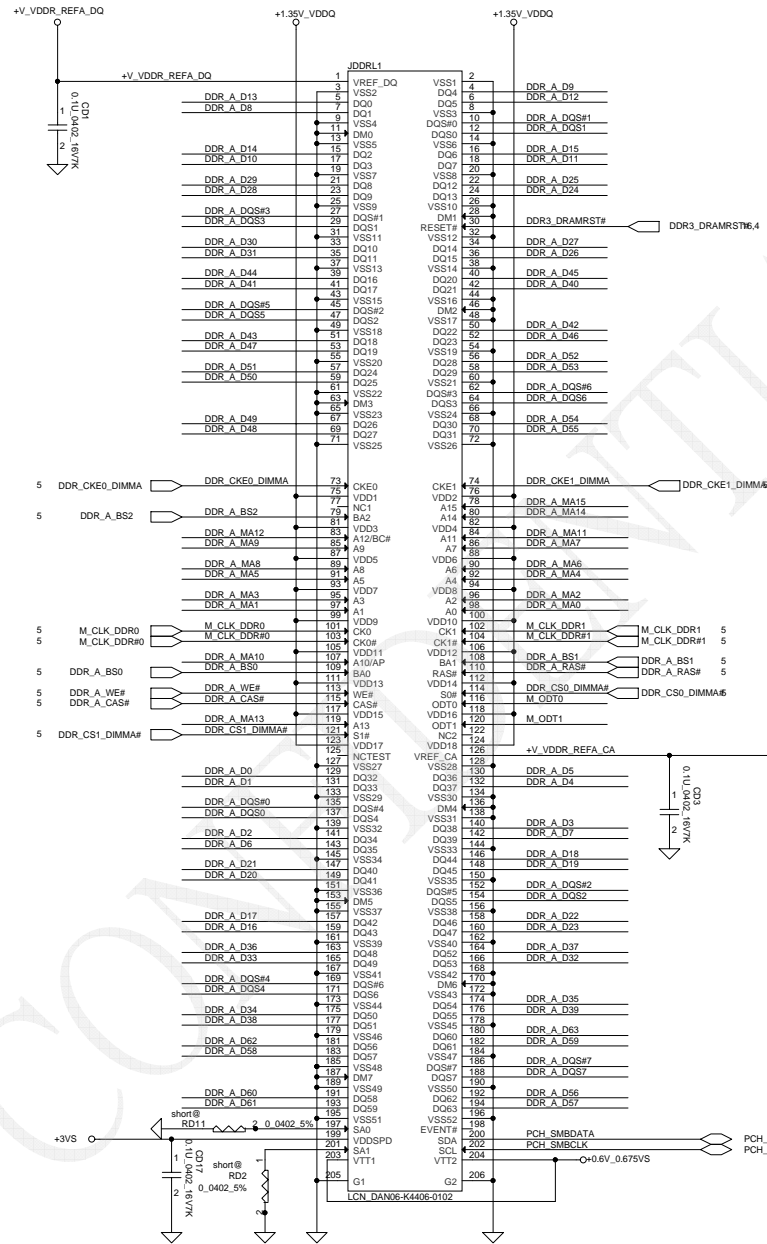 +V_VDDR_REFA_DQ
+1.35V_VDDQ
+1.35V_VDDQ
JDDRL1
+V_VDDR_REFA_DQ 1 VREF_DQ VSS1 2
3 VSS2 DQ4 4 DDR_A_D9
DDR_A_D13 5 DQ0 DQ5 6 DDR_A_D12
DDR_A_D8 7 DQ1 VSS3 8
9 VSS4 DQS#0 10 DDR_A_DQS#1
11 DM0 DQS0 12 DDR_A_DQS1
13 VSS5 VSS6 14
DDR_A_D14 15 DQ2 DQ6 16 DDR_A_D15
DDR_A_D10 17 DQ3 DQ7 18 DDR_A_D11
19 VSS7 VSS8 20
DDR_A_D29 21 DQ8 DQ12 22 DDR_A_D25
DDR_A_D28 23 DQ9 DQ13 24 DDR_A_D24
25 VSS9 VSS10 26
DDR_A_DQS#3 27 DQS#1 DM1 28
DDR_A_DQS3 29 DQS1 RESET# 30 DDR3_DRAMRST#
31 VSS11 VSS12 32
DDR_A_D30 33 DQ10 DQ14 34 DDR_A_D27
DDR_A_D31 35 DQ11 DQ15 36 DDR_A_D26
37 VSS13 VSS14 38
DDR_A_D44 39 DQ16 DQ20 40 DDR_A_D45
DDR_A_D41 41 DQ17 DQ21 42 DDR_A_D40
43 VSS15 VSS16 44
DDR_A_DQS#5 45 DQS#2 DM2 46
DDR_A_DQS5 47 DQS2 VSS17 48
49 VSS18 DQ22 50 DDR_A_D42
DDR_A_D43 51 DQ18 DQ23 52 DDR_A_D46
DDR_A_D47 53 DQ19 VSS19 54
55 VSS20 DQ28 56 DDR_A_D52
DDR_A_D51 57 DQ24 DQ29 58 DDR_A_D53
DDR_A_D50 59 DQ25 VSS21 60
61 VSS22 DQS#3 62 DDR_A_DQS#6
63 DM3 DQS3 64 DDR_A_DQS6
65 VSS23 VSS24 66
DDR_A_D49 67 DQ26 DQ30 68 DDR_A_D54
DDR_A_D48 69 DQ27 DQ31 70 DDR_A_D55
71 VSS25 VSS26 72
CD1
0.1U_0402_16V7K
1
2
5 DDR_CKE0_DIMMA DDR_CKE0_DIMMA 73 CKE0 CKE1 74 DDR_CKE1_DIMMA
75 VDD1 VDD2 76
77 NC1 A15 78 DDR_A_MA15
5 DDR_A_BS2 DDR_A_BS2 79 BA2 A14 80 DDR_A_MA14
81 VDD3 VDD4 82
DDR_A_MA12 83 A12/BC# A11 84 DDR_A_MA11
DDR_A_MA9 85 A9 A7 86 DDR_A_MA7
87 VDD5 VDD6 88
DDR_A_MA8 89 A8 A6 90 DDR_A_MA6
DDR_A_MA5 91 A5 A4 92 DDR_A_MA4
93 VDD7 VDD8 94
DDR_A_MA3 95 A3 A2 96 DDR_A_MA2
DDR_A_MA1 97 A1 A0 98 DDR_A_MA0
99 VDD9 VDD10 100
5 M_CLK_DDR0 M_CLK_DDR0 101 CK0 CK1 102 M_CLK_DDR1 M_CLK_DDR1 5
5 M_CLK_DDR#0 M_CLK_DDR#0 103 CK0# CK1# 104 M_CLK_DDR#1 M_CLK_DDR#1 5
105 VDD11 VDD12 106
DDR_A_MA10 107 A10/AP BA1 108 DDR_A_BS1 DDR_A_BS1 5
5 DDR_A_BS0 DDR_A_BS0 109 BA0 RAS# 110 DDR_A_RAS# DDR_A_RAS# 5
111 VDD13 VDD14 112
5 DDR_A_WE# DDR_A_WE# 113 WE# S0# 114 DDR_CS0_DIMMA# DDR_CS0_DIMMA# 5
5 DDR_A_CAS# DDR_A_CAS# 115 CAS# ODT0 116 M_ODT0
117 VDD15 VDD16 118
DDR_A_MA13 119 A13 ODT1 120 M_ODT1
5 DDR_CS1_DIMMA# DDR_CS1_DIMMA# 121 S1# NC2 122
123 VDD17 VDD18 124
125 NCTEST VREF_CA 126 +V_VDDR_REFA_CA
127 VSS27 VSS28 128
DDR_A_D0 129 DQ32 DQ36 130 DDR_A_D5
DDR_A_D1 131 DQ33 DQ37 132 DDR_A_D4
133 VSS29 VSS30 134
DDR_A_DQS#0 135 DQS#4 DM4 136
DDR_A_DQS0 137 DQS4 VSS31 138
139 VSS32 DQ38 140 DDR_A_D3
DDR_A_D2 141 DQ34 DQ39 142 DDR_A_D7
DDR_A_D6 143 DQ35 VSS33 144
145 VSS34 DQ44 146 DDR_A_D18
DDR_A_D21 147 DQ40 DQ45 148 DDR_A_D19
DDR_A_D20 149 DQ41 VSS35 150
151 VSS36 DQS#5 152 DDR_A_DQS#2
153 DM5 DQS5 154 DDR_A_DQS2
155 VSS37 VSS38 156
DDR_A_D17 157 DQ42 DQ46 158 DDR_A_D22
DDR_A_D16 159 DQ43 DQ47 160 DDR_A_D23
161 VSS39 VSS40 162
DDR_A_D36 163 DQ48 DQ52 164 DDR_A_D37
DDR_A_D33 165 DQ49 DQ53 166 DDR_A_D32
167 VSS41 VSS42 168
DDR_A_DQS#4 169 DQS#6 DM6 170
DDR_A_DQS4 171 DQS6 VSS43 172
173 VSS44 DQ54 174 DDR_A_D35
DDR_A_D34 175 DQ50 DQ55 176 DDR_A_D39
DDR_A_D38 177 DQ51 VSS45 178
179 VSS46 DQ60 180 DDR_A_D63
DDR_A_D62 181 DQ56 DQ61 182 DDR_A_D59
DDR_A_D58 183 DQ57 VSS47 184
185 VSS48 DQS#7 186 DDR_A_DQS#7
187 DM7 DQS7 188 DDR_A_DQS7
189 VSS49 VSS50 190
DDR_A_D60 191 DQ58 DQ62 192 DDR_A_D56
DDR_A_D61 193 DQ59 DQ63 194 DDR_A_D57
195 VSS51 VSS52 196
197 SA0 EVENT# 198
199 VDDSPD SDA 200 PCH_SMBDATA PCH_
201 SA1 SCL 202 PCH_SMBCLK PCH_
203 VTT1 VTT2 204 +0.6V_0.675VS
205 G1 G2 206
LCN_DAN06-K4406-0102
CD3
0.1U_0402_16V7K
1
2
short@
RD11 2 0_0402_5%
+3VS
CD17
0.1U_0402_16V7K
1
2
short@
RD2
0_0402_5%
1
2
CONFIDENTI